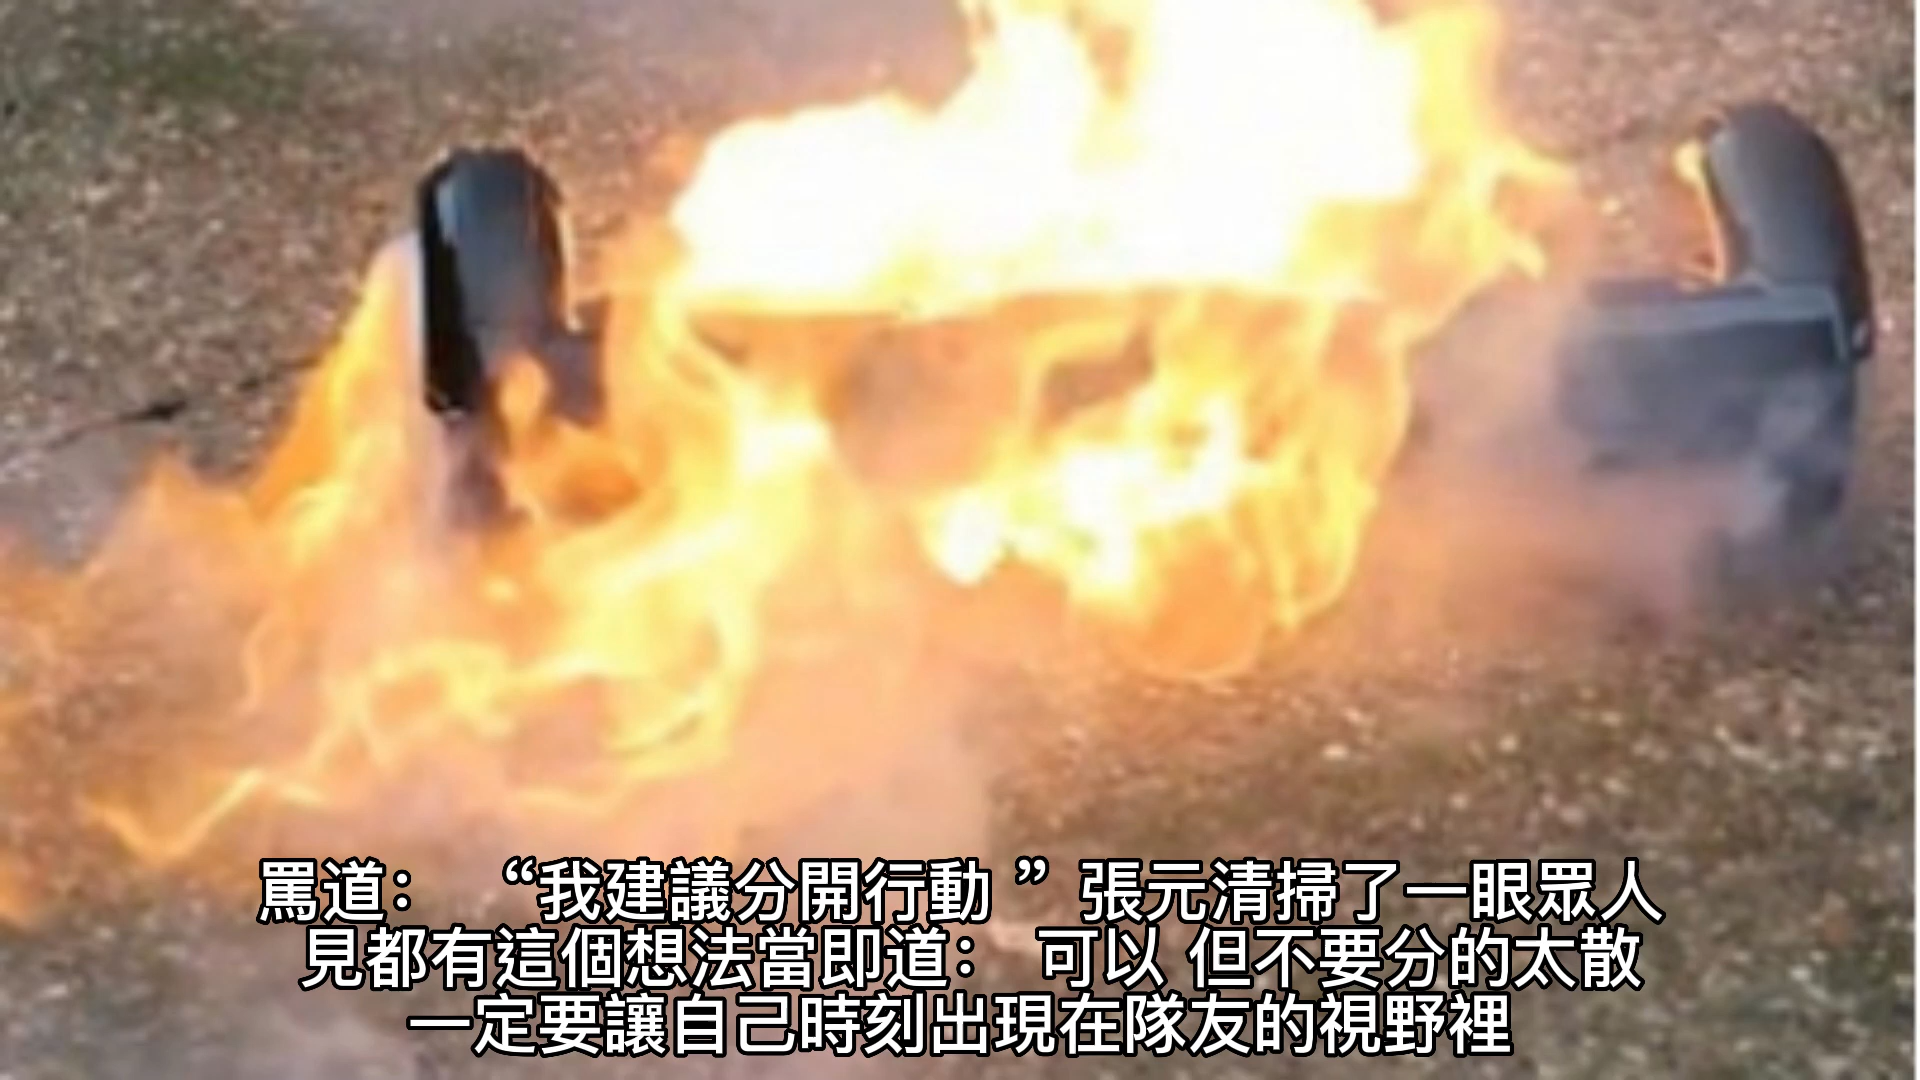 罵道： “我建議分開行動 ”張元清掃了一眼眾人
見都有這個想法當即道： 可以 但不要分的太散
一定要讓自己時刻出現在隊友的視野裡